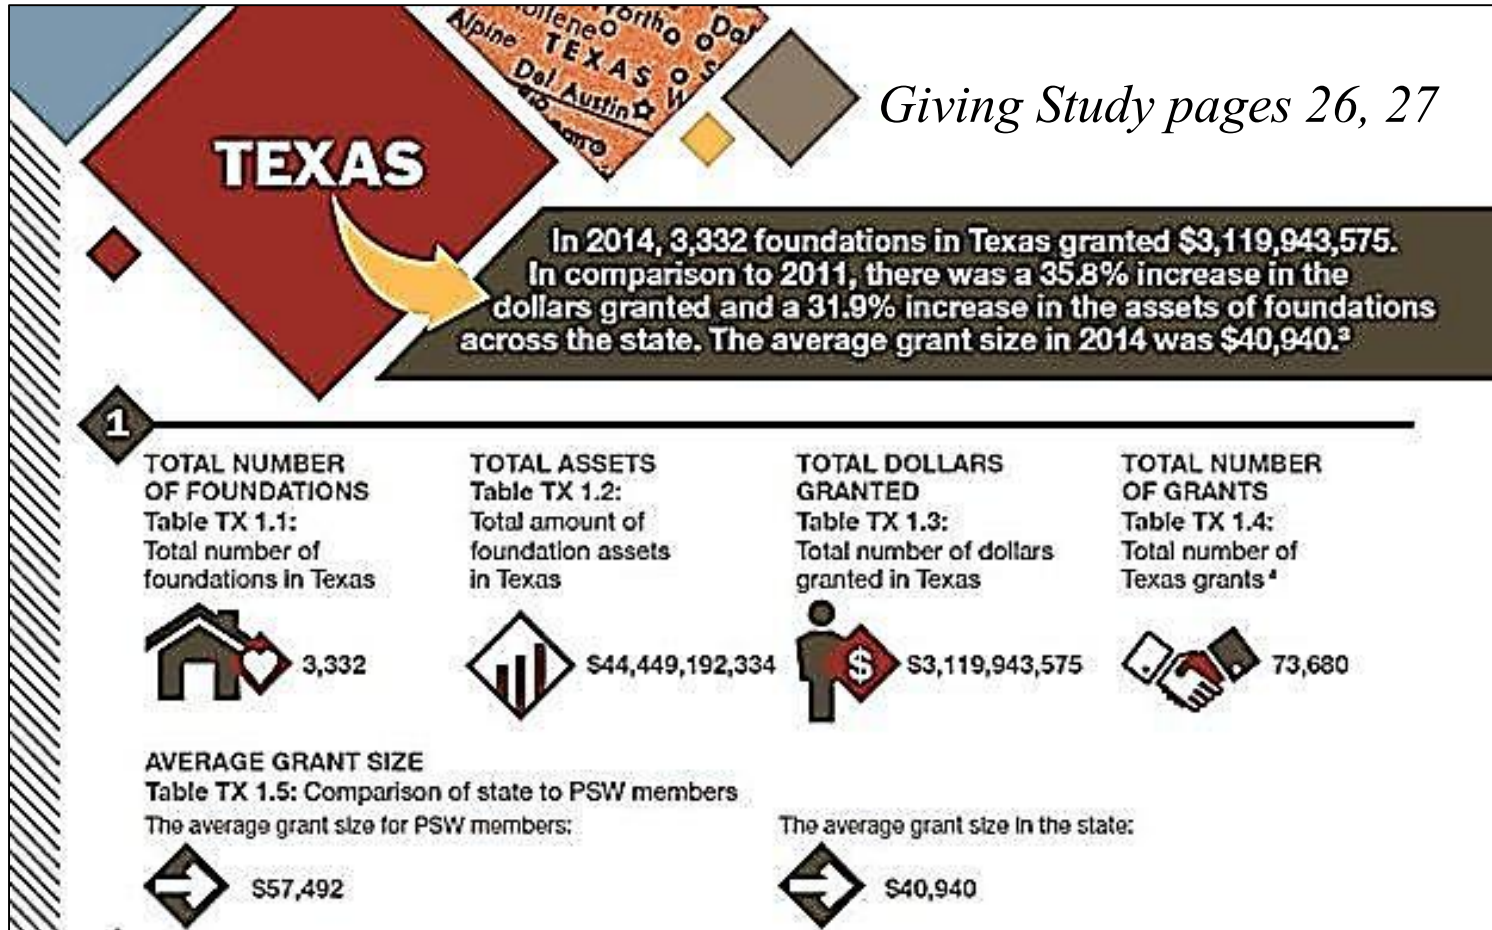 Alpine
TEXAS
Del
Rio
Austin
Giving Study pages 26, 27
TEXAS
In 2014, 3,332 foundations in Texas granted $3,119,943,575.
In comparison to 2011, there was a 35.8% increase in the
dollars granted and a 31.9% increase in the assets of foundations
across the state. The average grant size in 2014 was $40,940.³
1
TOTAL NUMBER
OF FOUNDATIONS
Table TX 1.1:
Total number of
foundations in Texas
3,332
TOTAL ASSETS
Table TX 1.2:
Total amount of
foundation assets
in Texas
$44,449,192,334
TOTAL DOLLARS
GRANTED
Table TX 1.3:
Total number of dollars
granted in Texas
$
$3,119,943,575
TOTAL NUMBER
OF GRANTS
Table TX 1.4:
Total number of
Texas grants ⁴
73,680
AVERAGE GRANT SIZE
Table TX 1.5: Comparison of state to PSW members
The average grant size for PSW members:
$57,492
The average grant size in the state:
$40,940